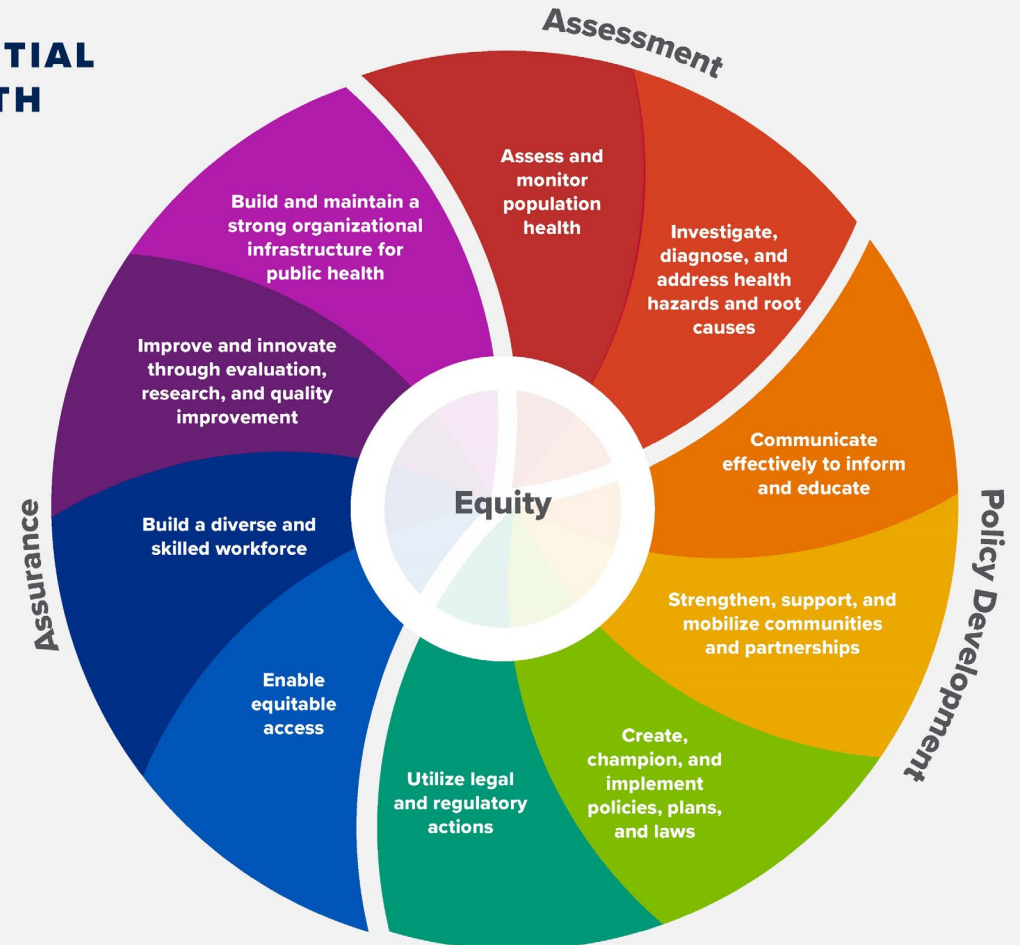 TIAL
TH
Assessment
Assess and
monitor
population
health
Investigate,
diagnose, and
address health
hazards and root
causes
Communicate
effectively to inform
and educate
Strengthen, support, and
mobilize communities
and partnerships
Policy Development
Create,
champion, and
implement
policies, plans,
and laws
Utilize legal
and regulatory
actions
Enable
equitable
access
Build a diverse and
skilled workforce
Assurance
Improve and innovate
through evaluation,
research, and quality
improvement
Build and maintain a
strong organizational
infrastructure for
public health
Equity